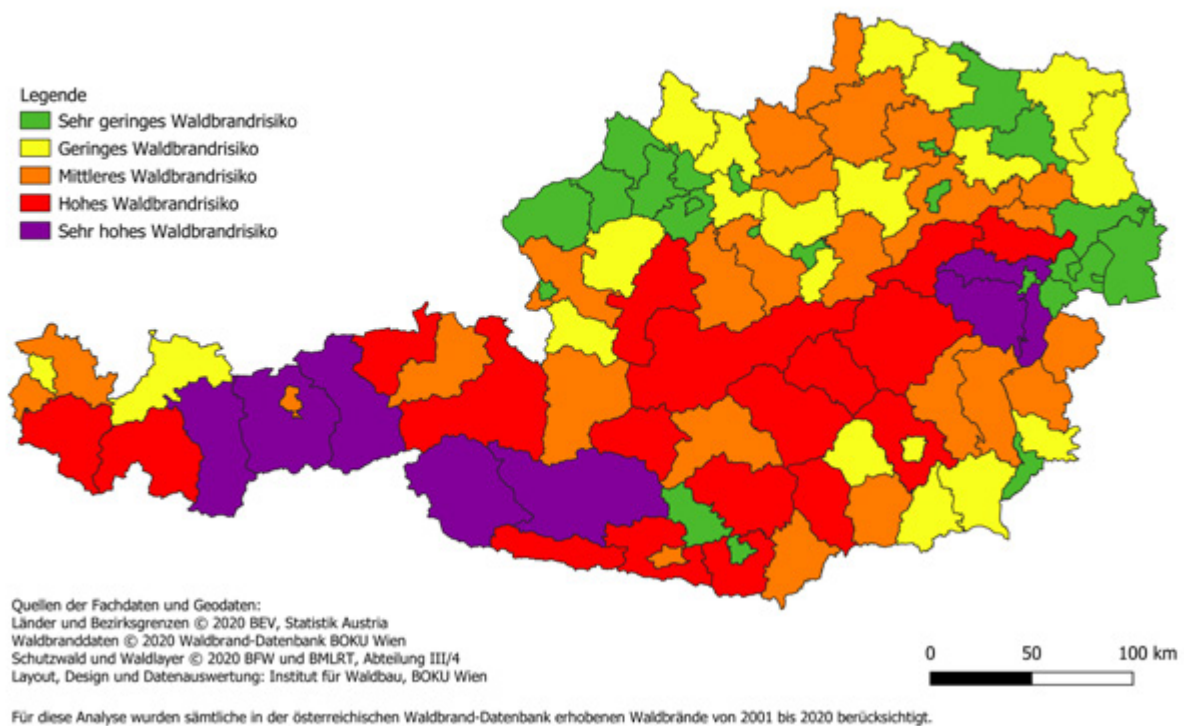 Legende
Sehr geringes Waldbrandrisiko
Geringes Waldbrandrisiko
Mittleres Waldbrandrisiko
Hohes Waldbrandrisiko
Sehr hohes Waldbrandrisiko
Quellen der Fachdaten und Geodaten:
Länder und Bezirksgrenzen © 2020 BEV, Statistik Austria
Waldbranddaten © 2020 Waldbrand-Datenbank BOKU Wien
Schutzwald und Waldlayer © 2020 BFW und BMLRT, Abteilung III/4
Layout, Design und Datenauswertung: Institut für Waldbau, BOKU Wien
0 50 100 km
Für diese Analyse wurden sämtliche in der österreichischen Waldbrand-Datenbank erhobenen Waldbrände von 2001 bis 2020 berücksichtigt.